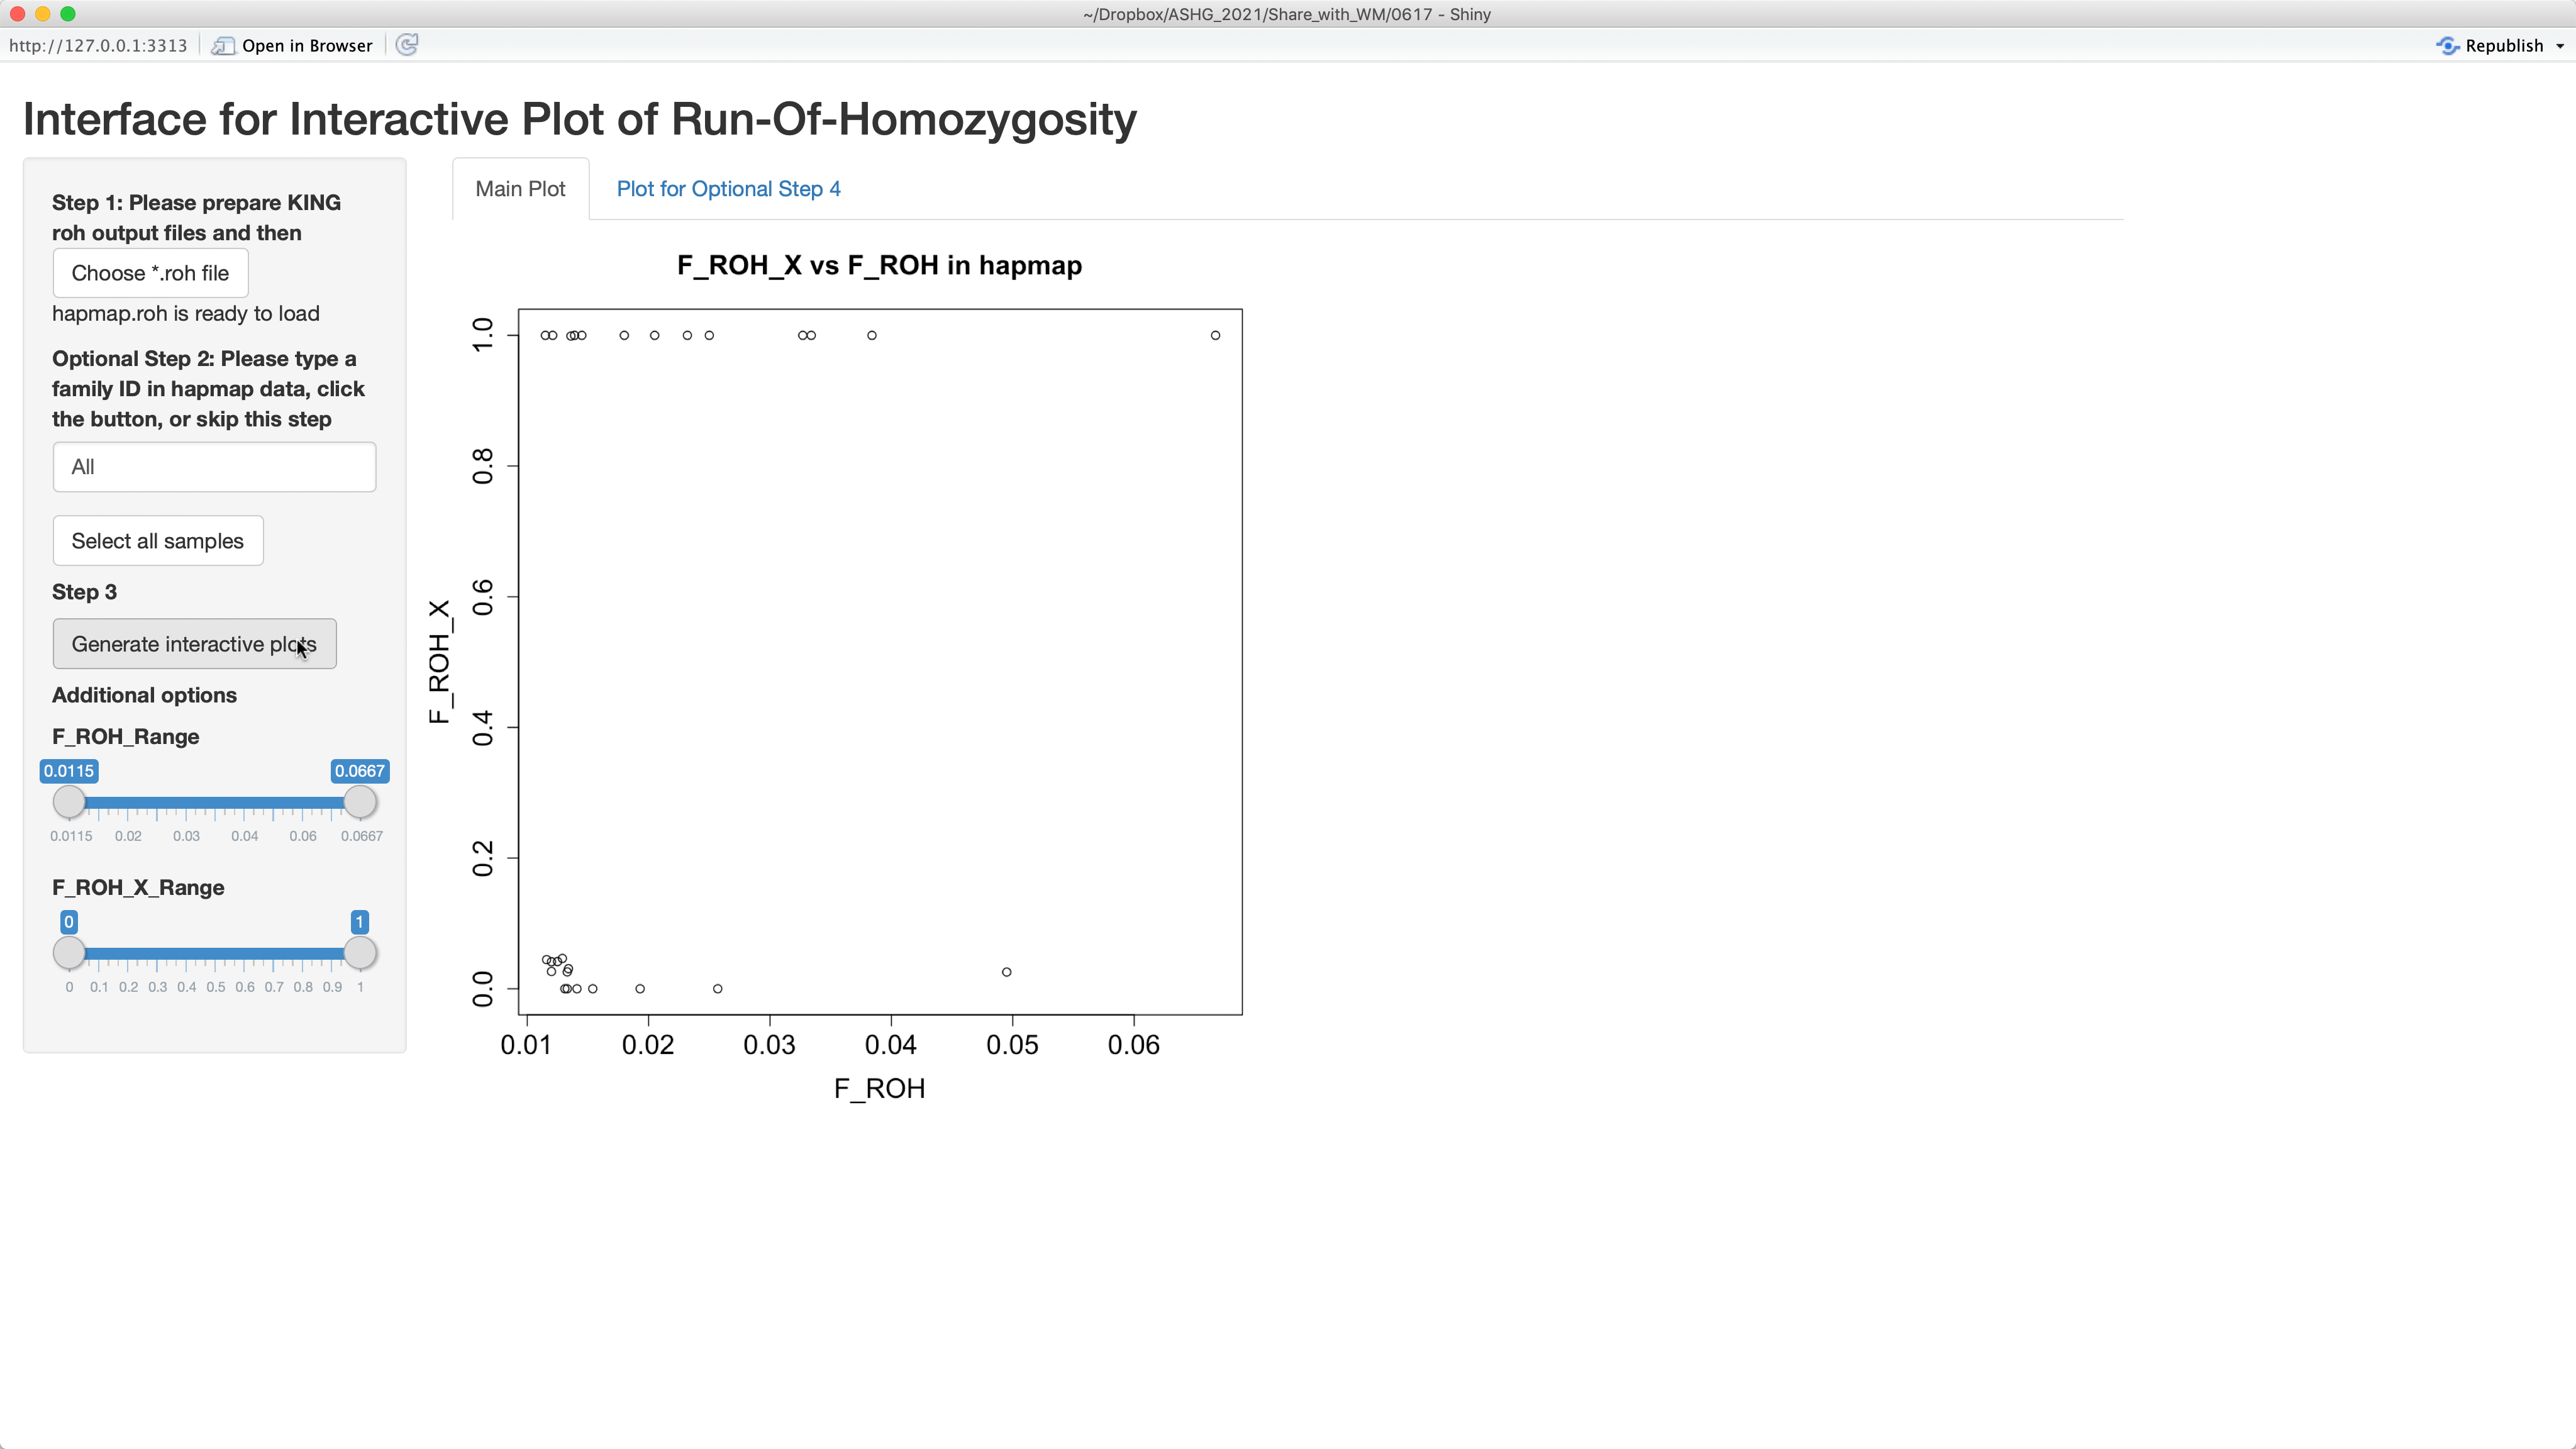 ~/Dropbox/ASHG_2021/Share_with_WM/0617 - Shiny
http://127.0.0.1:3313
Open in Browser
Republish
Interface for Interactive Plot of Run-Of-Homozygosity
Step 1: Please prepare KING
roh output files and then
Choose *.roh file
hapmap.roh is ready to load
Optional Step 2: Please type a
family ID in hapmap data, click
the button, or skip this step
All
Select all samples
Step 3
Generate interactive plots
Additional options
F_ROH_Range
0.0115 0.0667
0.0115 0.02 0.03 0.04 0.06 0.0667
F_ROH_X_Range
0 1
0 0.1 0.2 0.3 0.4 0.5 0.6 0.7 0.8 0.9 1
Main Plot
Plot for Optional Step 4
F_ROH_X vs F_ROH in hapmap
F_ROH_X
1.0
0.8
0.6
0.4
0.2
0.0
0.01 0.02 0.03 0.04 0.05 0.06
F_ROH